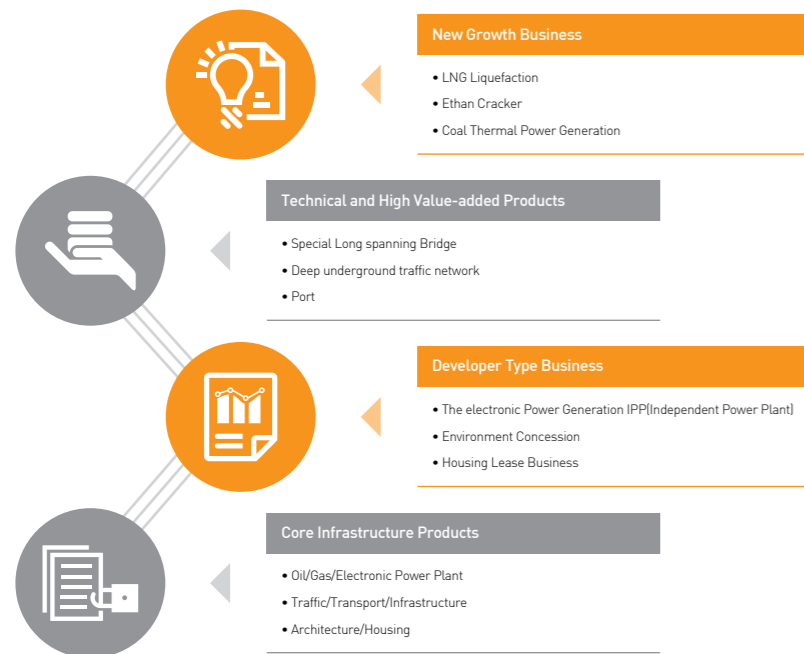 New Growth Business
• LNG Liquefaction
• Ethan Cracker
• Coal Thermal Power Generation
Technical and High Value-added Products
• Special Long spanning Bridge
• Deep underground traffic network
• Port
Developer Type Business
• The electronic Power Generation IPP(Independent Power Plant)
• Environment Concession
• Housing Lease Business
Core Infrastructure Products
• Oil/Gas/Electronic Power Plant
• Traffic/Transport/Infrastructure
• Architecture/Housing